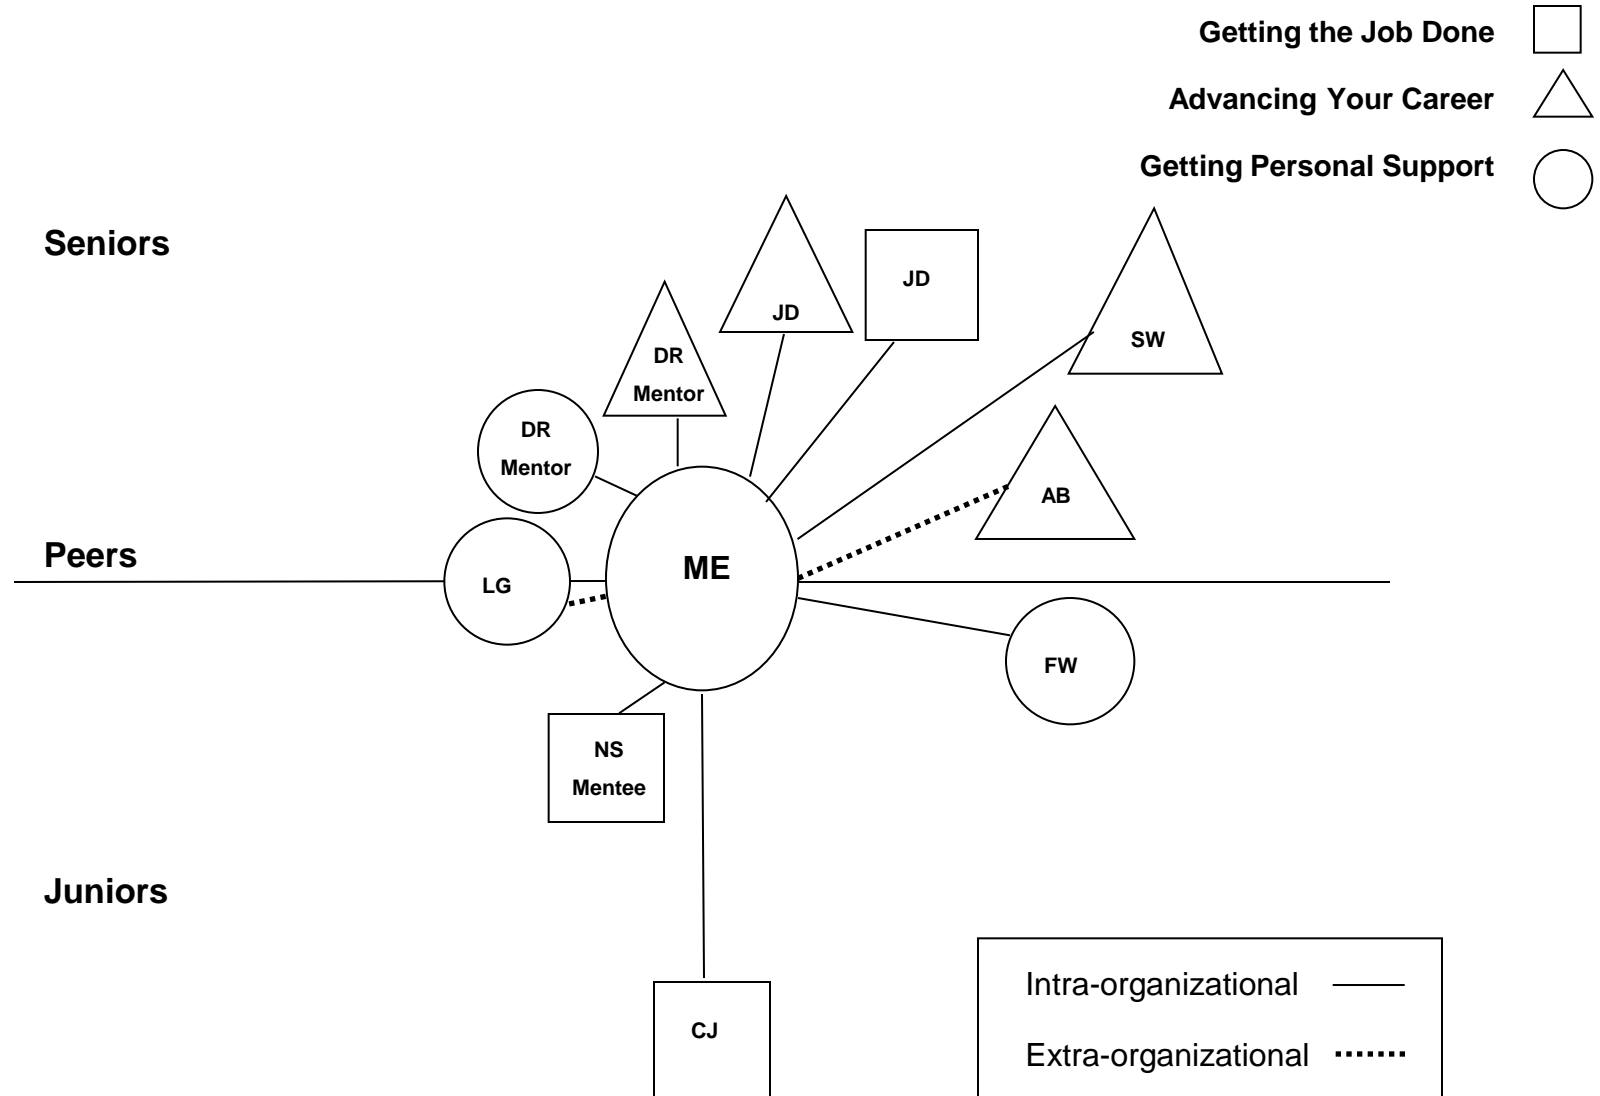 Getting the Job Done
Advancing Your Career
Getting Personal Support
Seniors
JD
JD
SW
DR
Mentor
DR
Mentor
AB
Peers
ME
LG
FW
NS
Mentee
Juniors
Intra-organizational
CJ
Extra-organizational